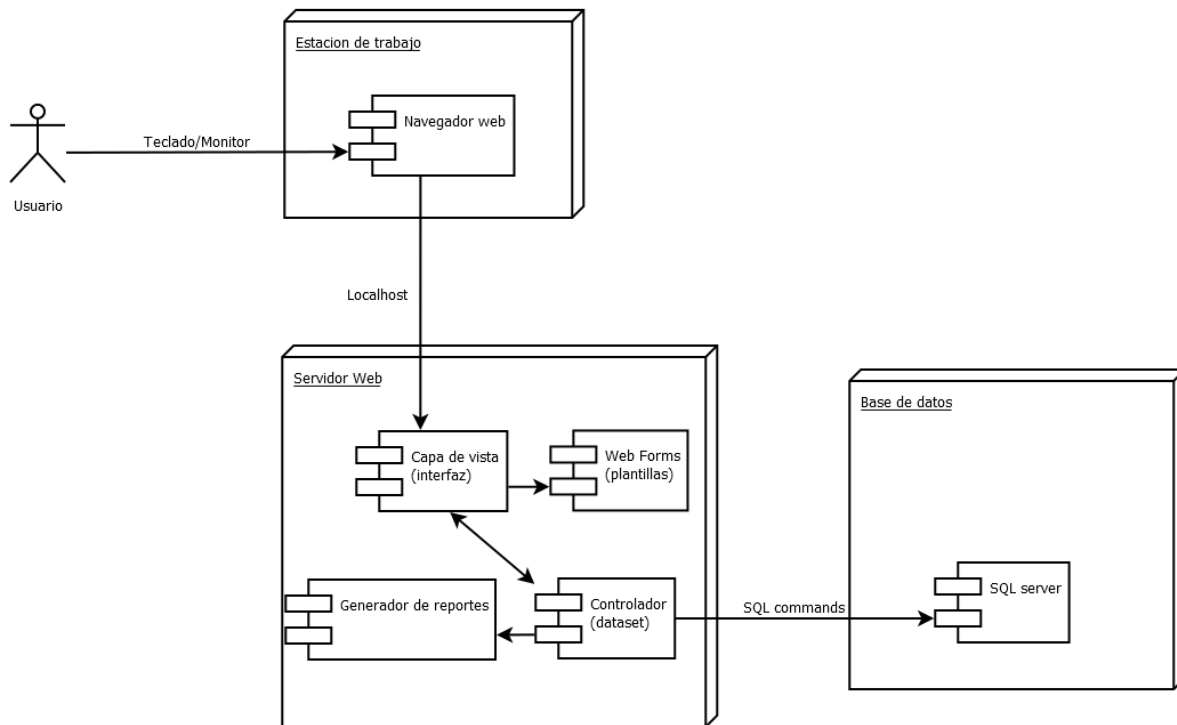 Estacion de trabajo
Navegador web
Teclado/Monitor
Usuario
Localhost
Servidor Web
Capa de vista
(interfaz)
Web Forms
(plantillas)
Generador de reportes
Controlador
(dataset)
SQL commands
Base de datos
SQL server